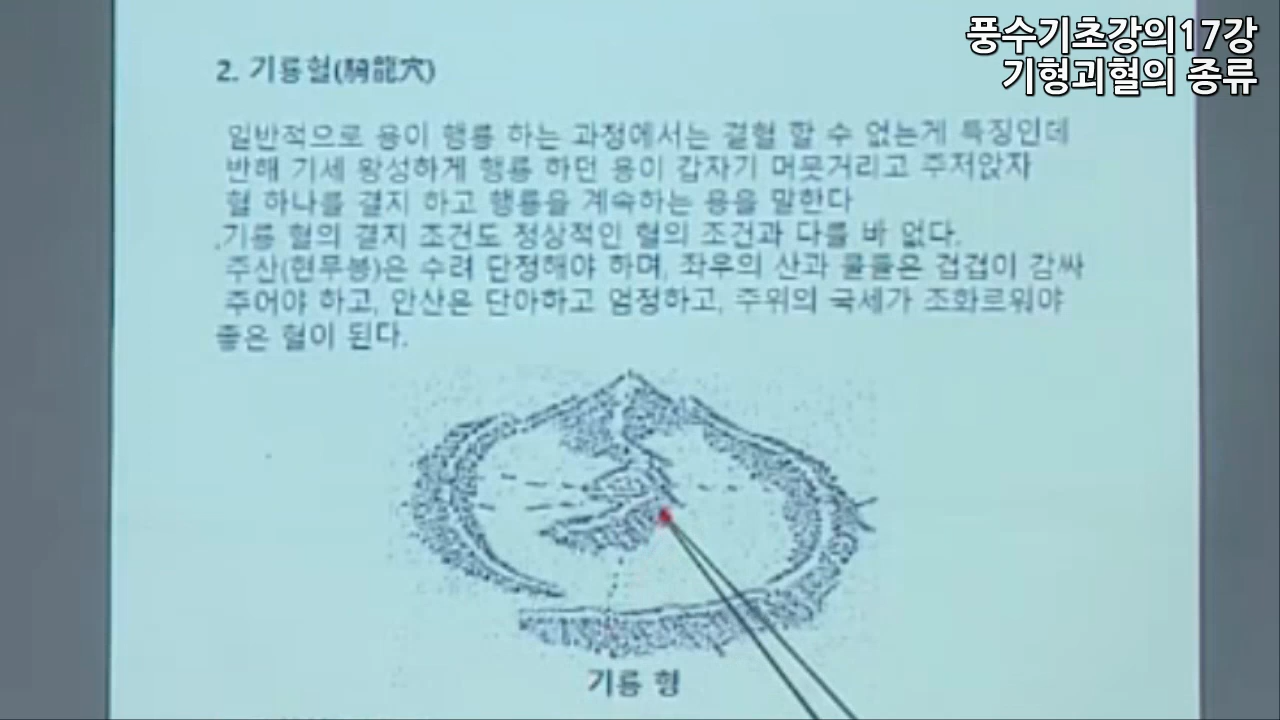 풍수기초강의17강
기형괴혈의 종류
2. 기룡혈(騎龍穴)
일반적으로 용이 행룡 하는 과정에서는 결혈 할 수 없는게 특징인데
반해 기세 왕성하게 행룡 하던 용이 갑자기 머뭇거리고 주저앉자
혈 하나를 결지 하고 행룡을 계속하는 용을 말한다
.기룡 혈의 결지 조건도 정상적인 혈의 조건과 다를 바 없다.
주산(현무봉)은 수려 단정해야 하며, 좌우의 산과 물들은 겹겹이 감싸
주어야 하고, 안산은 단아하고 엄정하고, 주위의 국세가 조화로워야
좋은 혈이 된다.
기룡 형